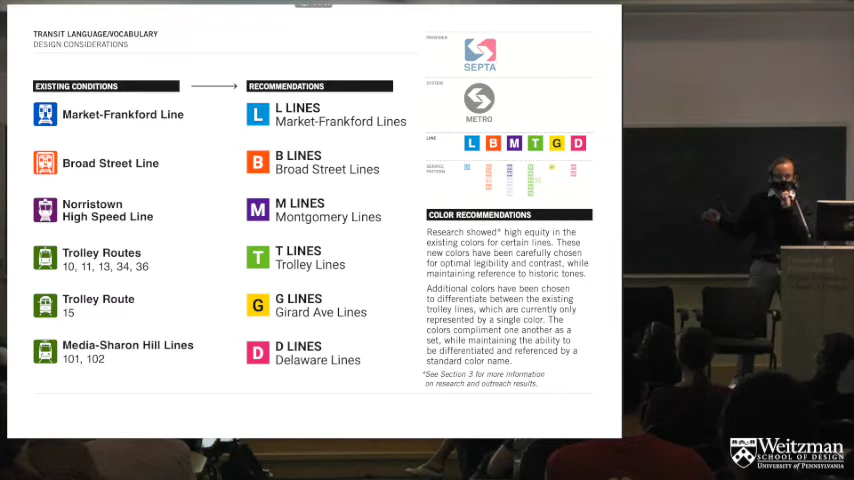 TRANSIT LANGUAGE/VOCABULARY
DESIGN CONSIDERATIONS
EXISTING CONDITIONS
RECOMMENDATIONS
Market-Frankford Line
L
L LINES
Market-Frankford Lines
Broad Street Line
B
B LINES
Broad Street Lines
Norristown
High Speed Line
M
M LINES
Montgomery Lines
Trolley Routes
10, 11, 13, 34, 36
T
T LINES
Trolley Lines
Trolley Route
15
G
G LINES
Girard Ave Lines
Media-Sharon Hill Lines
101, 102
D
D LINES
Delaware Lines
PROVIDER
SEPTA
SYSTEM
METRO
LINE
L B M T G D
SERVICE
PATTERN
COLOR RECOMMENDATIONS
Research showed* high equity in the
existing colors for certain lines. These
new colors have been carefully chosen
for optimal legibility and contrast, while
maintaining reference to historic tones.
Additional colors have been chosen
to differentiate between the existing
trolley lines, which are currently only
represented by a single color. The
colors compliment one another as a
set, while maintaining the ability to
be differentiated and referenced by a
standard color name.
*See Section 3 for more information
on research and outreach results.
Weitzman
SCHOOL OF DESIGN
UNIVERSITY OF PENNSYLVANIA